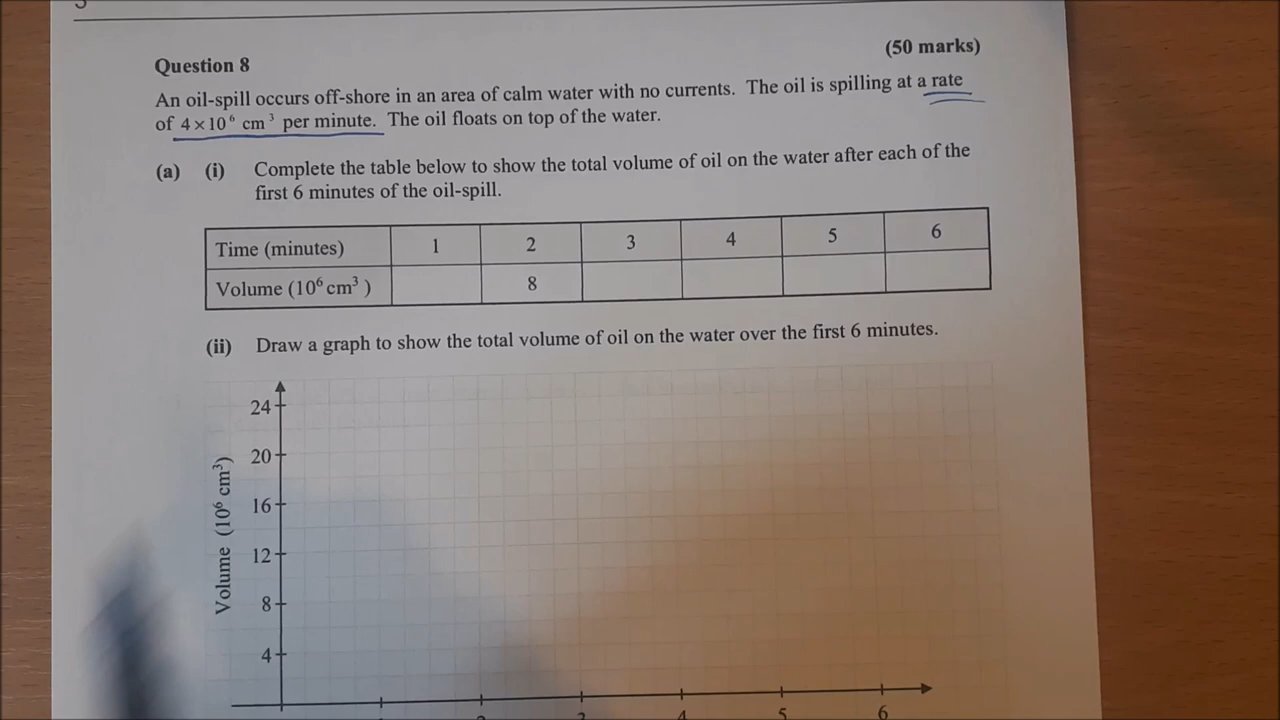 Question 8
(50 marks)
An oil-spill occurs off-shore in an area of calm water with no currents. The oil is spilling at a rate
of 4×10⁶ cm³ per minute. The oil floats on top of the water.
(a) (i) Complete the table below to show the total volume of oil on the water after each of the
first 6 minutes of the oil-spill.
Time (minutes) 1 2 3 4 5 6
Volume (10⁶ cm³ ) 8
(ii) Draw a graph to show the total volume of oil on the water over the first 6 minutes.
24
20
16
12
8
4
Volume (10⁶ cm³)
5 6